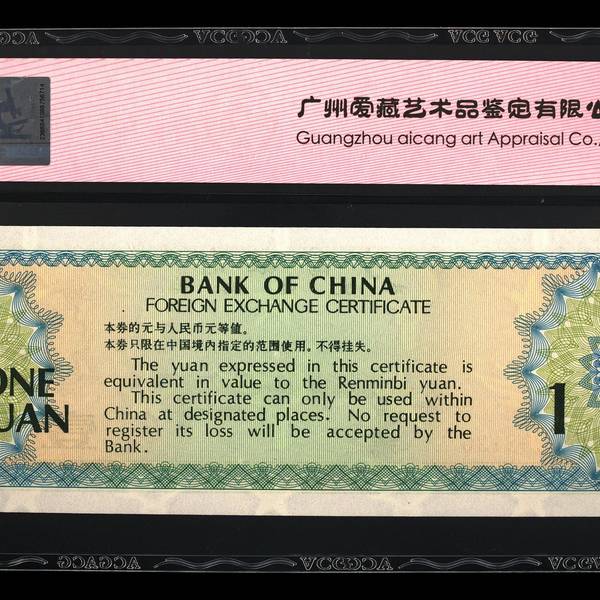 广州爱藏艺术品鉴定有限公
Guangzhou aicang art Appraisal Co.,
BANK OF CHINA
FOREIGN EXCHANGE CERTIFICATE
本券的元与人民币元等值。
本券只限在中国境内指定的范围使用,不得挂失。
The yuan expressed in this certificate is
equivalent in value to the Renminbi yuan.
This certificate can only be used within
China at designated places. No request to
register its loss will be accepted by the
Bank.
ONE
YUAN
1